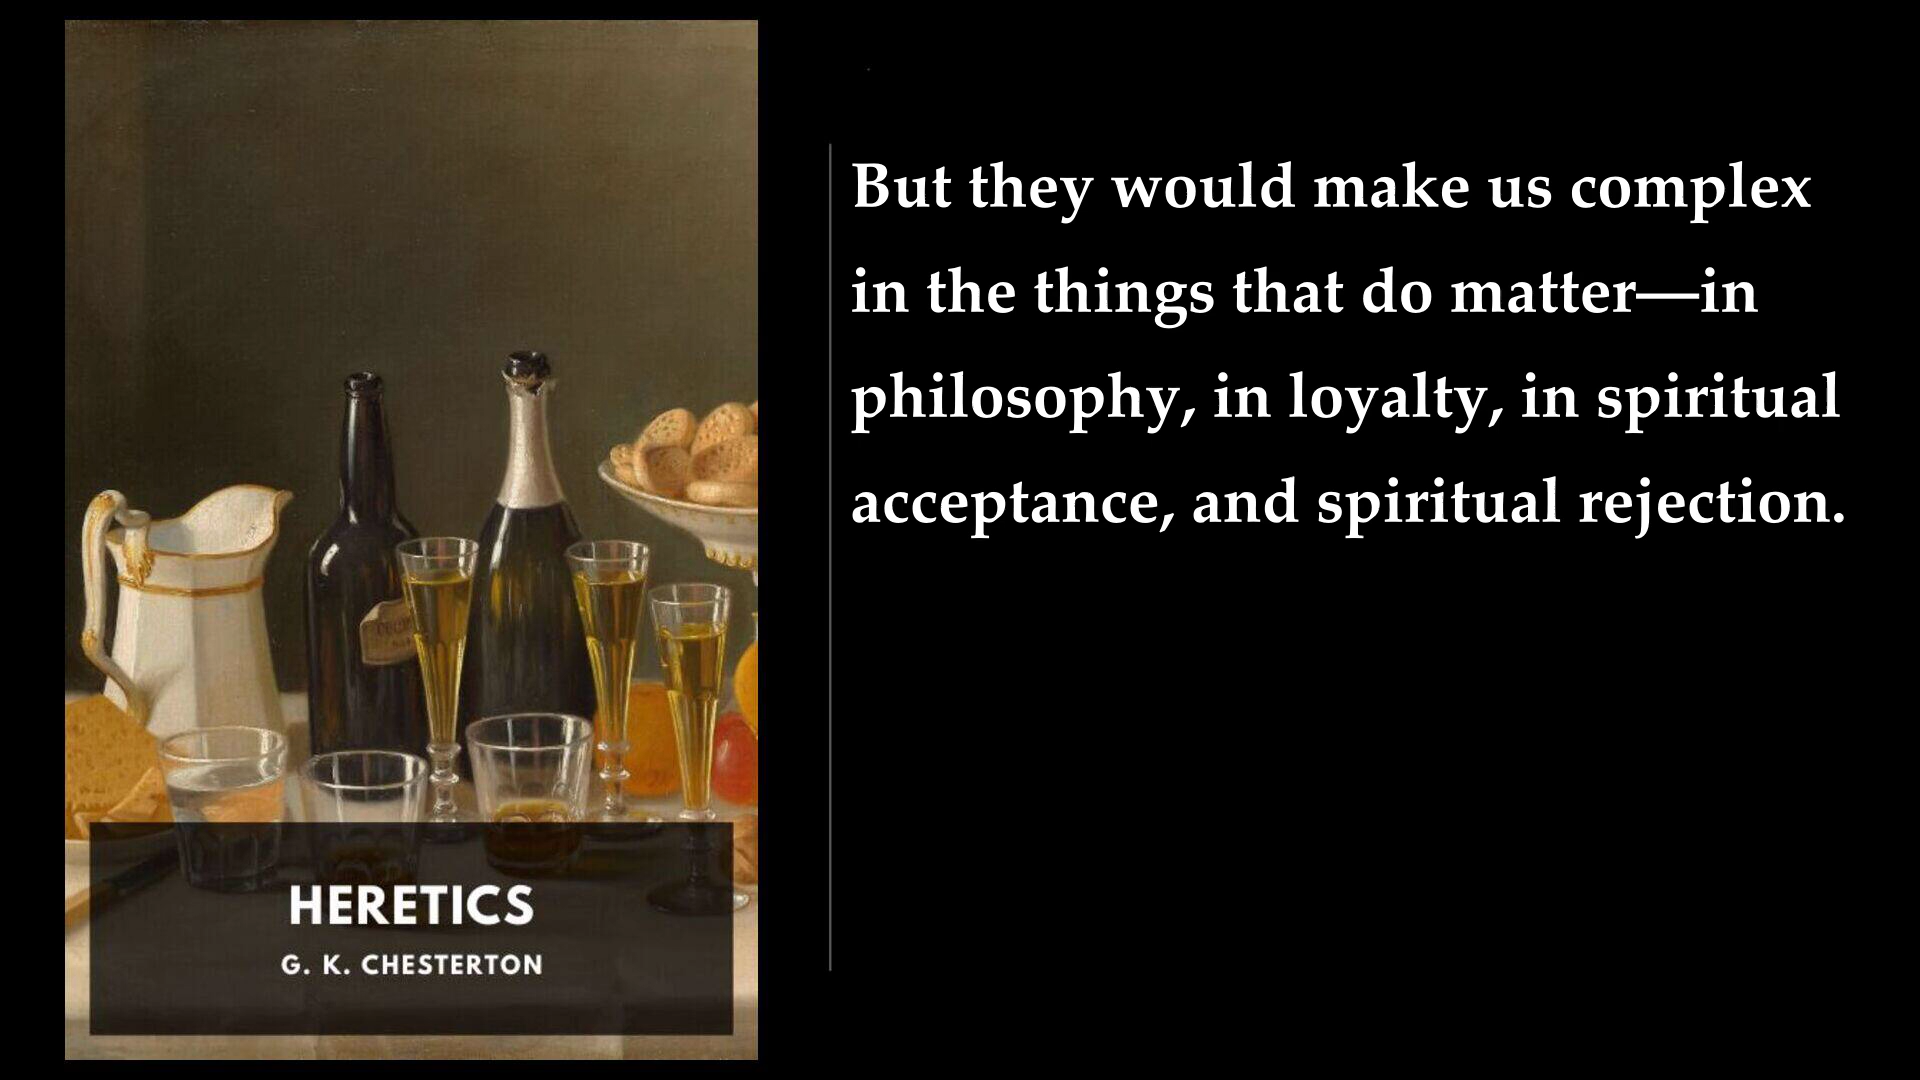 But they would make us complex
in the things that do matter—in
philosophy, in loyalty, in spiritual
acceptance, and spiritual rejection.
HERETICS
G. K. CHESTERTON